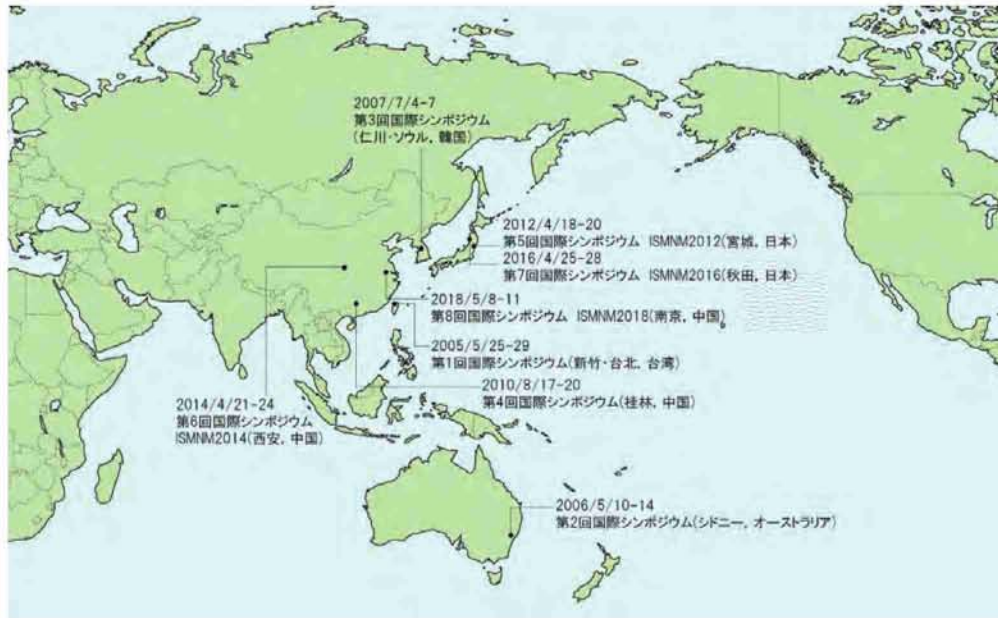 2007/7/4-7
第3回国際シンポジウム
(仁川・ソウル, 韓国)
2012/4/18-20
第5回国際シンポジウム ISMNM2012(宮城, 日本)
2016/4/25-28
第7回国際シンポジウム ISMNM2016(秋田, 日本)
2018/5/8-11
第8回国際シンポジウム ISMNM2018(南京, 中国)
2005/5/25-29
第1回国際シンポジウム(新竹・台北, 台湾)
2010/8/17-20
第4回国際シンポジウム(桂林, 中国)
2014/4/21-24
第6回国際シンポジウム
ISMNM2014(西安, 中国)
2006/5/10-14
第2回国際シンポジウム(シドニー, オーストラリア)